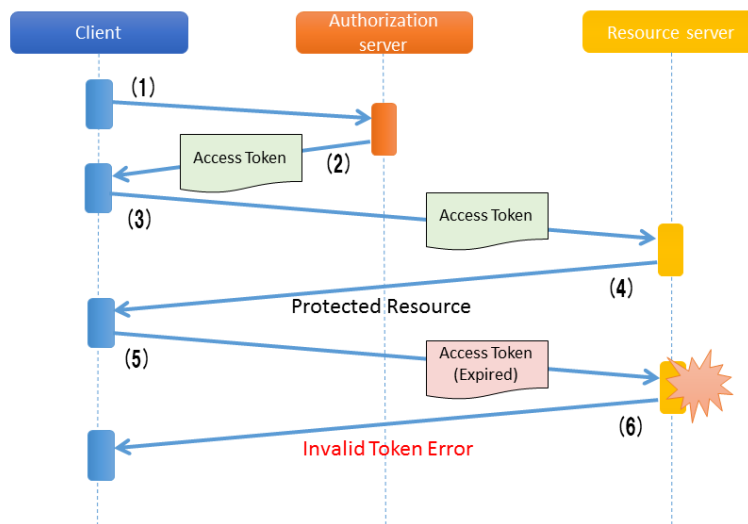 Client
Authorization
server
Resource server
(1)
Access Token
(2)
(3)
Access Token
(4)
Protected Resource
(5)
Access Token
(Expired)
(6)
Invalid Token Error